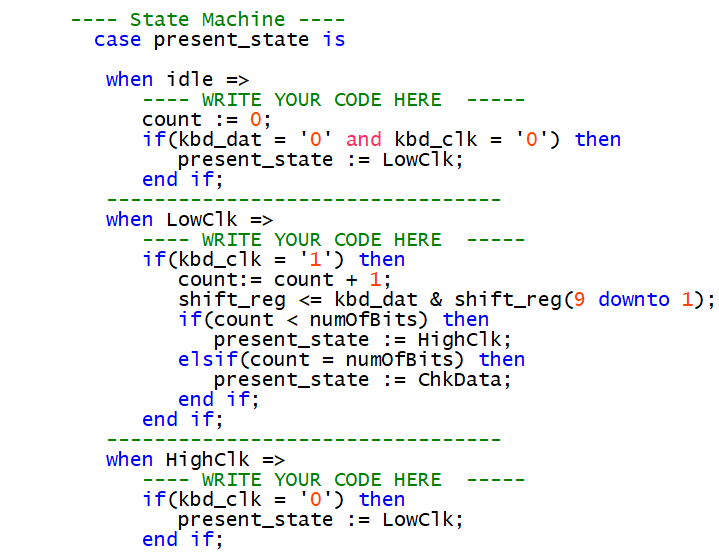 ---- State Machine ----
case present_state is
when idle =>
---- WRITE YOUR CODE HERE -----
count := 0;
if(kbd_dat = '0' and kbd_clk = '0') then
present_state := LowClk;
end if;
---------------------------------
when LowClk =>
---- WRITE YOUR CODE HERE -----
if(kbd_clk = '1') then
count:= count + 1;
shift_reg <= kbd_dat & shift_reg(9 downto 1);
if(count < numOfBits) then
present_state := HighClk;
elsif(count = numOfBits) then
present_state := ChkData;
end if;
end if;
---------------------------------
when HighClk =>
---- WRITE YOUR CODE HERE -----
if(kbd_clk = '0') then
present_state := LowClk;
end if;